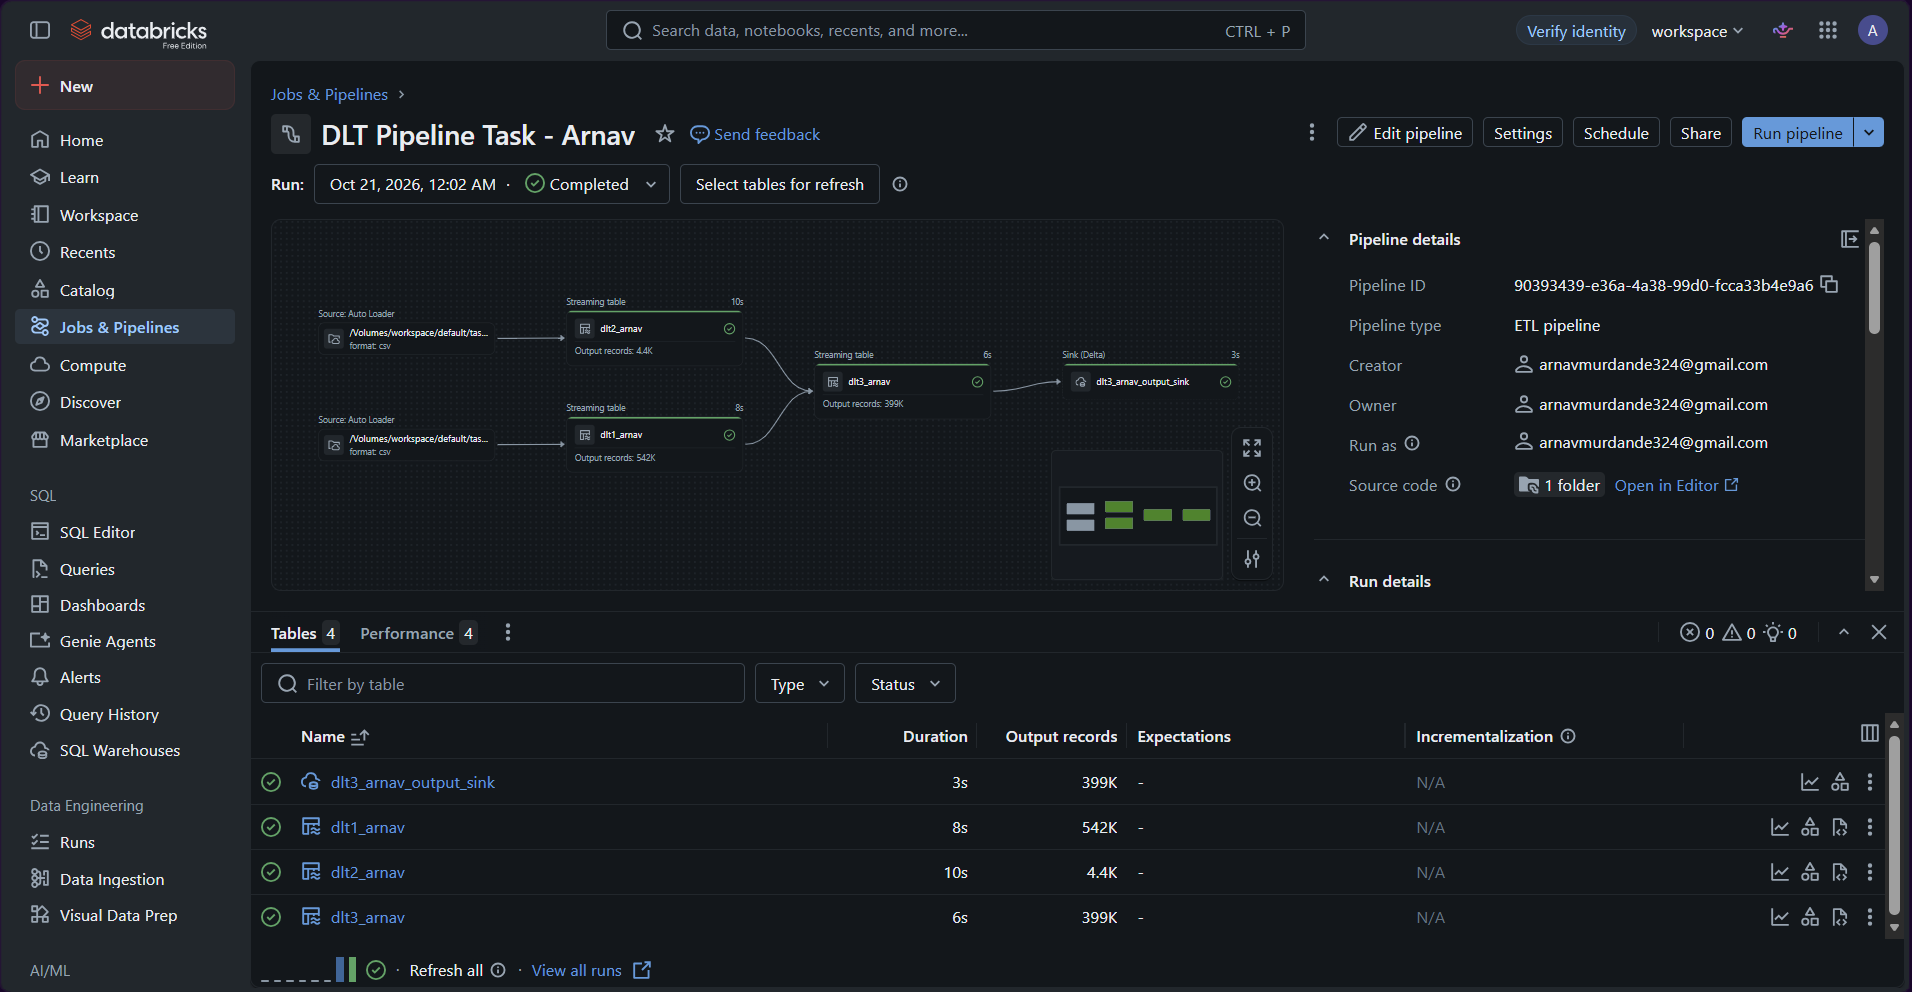 databricks
Free Edition
Search data, notebooks, recents, and more...
CTRL + P
Verify identity
workspace
A
New
Home
Learn
Workspace
Recents
Catalog
Jobs & Pipelines
Compute
Discover
Marketplace
SQL
SQL Editor
Queries
Dashboards
Genie Agents
Alerts
Query History
SQL Warehouses
Data Engineering
Runs
Data Ingestion
Visual Data Prep
AI/ML
Jobs & Pipelines
DLT Pipeline Task - Arnav
Send feedback
Edit pipeline
Settings
Schedule
Share
Run pipeline
Run: Oct 21, 2026, 12:02 AM · Completed
Select tables for refresh
Source: Auto Loader
/Volumes/workspace/default/tas...
format: csv
Streaming table 10s
dlt2_arnav
Output records: 4.4K
Source: Auto Loader
/Volumes/workspace/default/tas...
format: csv
Streaming table 8s
dlt1_arnav
Output records: 542K
Streaming table 6s
dlt3_arnav
Output records: 399K
Sink (Delta) 3s
dlt3_arnav_output_sink
Pipeline details
Pipeline ID 90393439-e36a-4a38-99d0-fcca33b4e9a6
Pipeline type ETL pipeline
Creator arnavmurdande324@gmail.com
Owner arnavmurdande324@gmail.com
Run as arnavmurdande324@gmail.com
Source code 1 folder Open in Editor
Run details
Tables 4 Performance 4
0 0 0
Filter by table
Type
Status
Name Duration Output records Expectations Incrementalization
dlt3_arnav_output_sink 3s 399K - N/A
dlt1_arnav 8s 542K - N/A
dlt2_arnav 10s 4.4K - N/A
dlt3_arnav 6s 399K - N/A
· Refresh all · View all runs